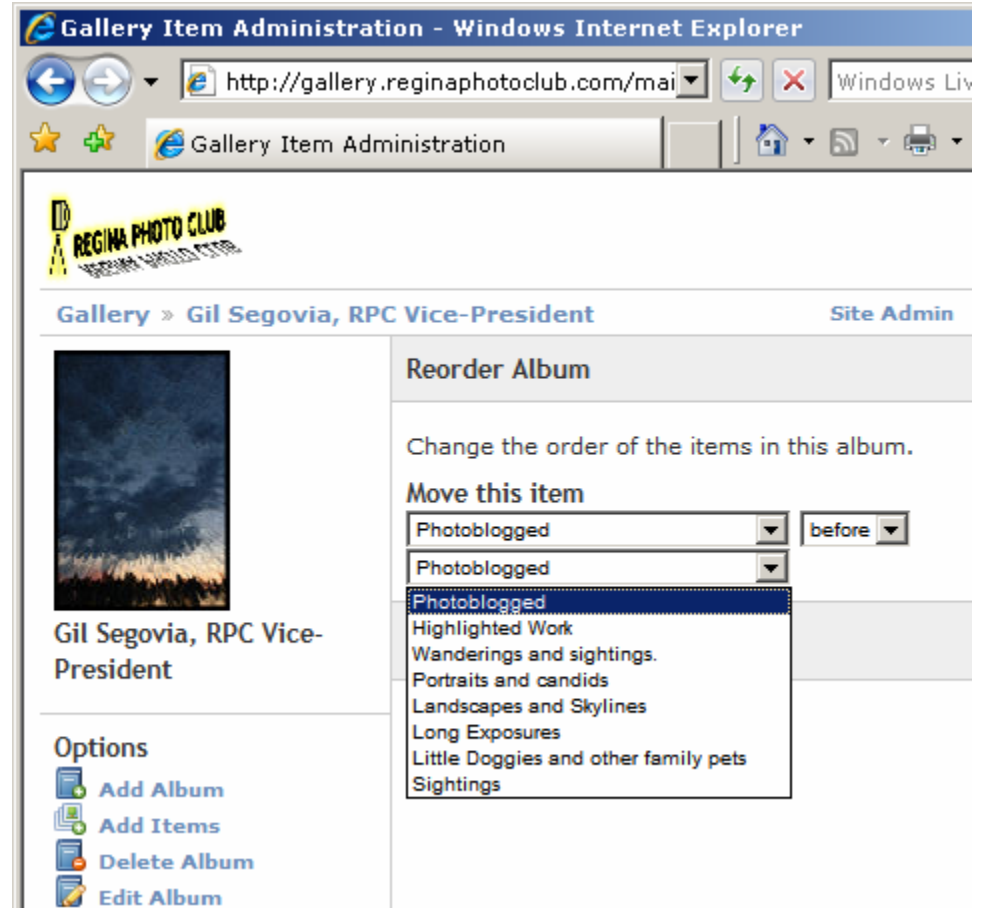 Gallery Item Administration - Windows Internet Explorer
http://gallery.reginaphotoclub.com/mai
Windows Liv
Gallery Item Administration
REGINA PHOTO CLUB
Gallery » Gil Segovia, RPC Vice-President
Site Admin
Reorder Album
Change the order of the items in this album.
Move this item
Photoblogged
before
Photoblogged
Photoblogged
Highlighted Work
Wanderings and sightings.
Portraits and candids
Landscapes and Skylines
Long Exposures
Little Doggies and other family pets
Sightings
Gil Segovia, RPC Vice-
President
Options
Add Album
Add Items
Delete Album
Edit Album